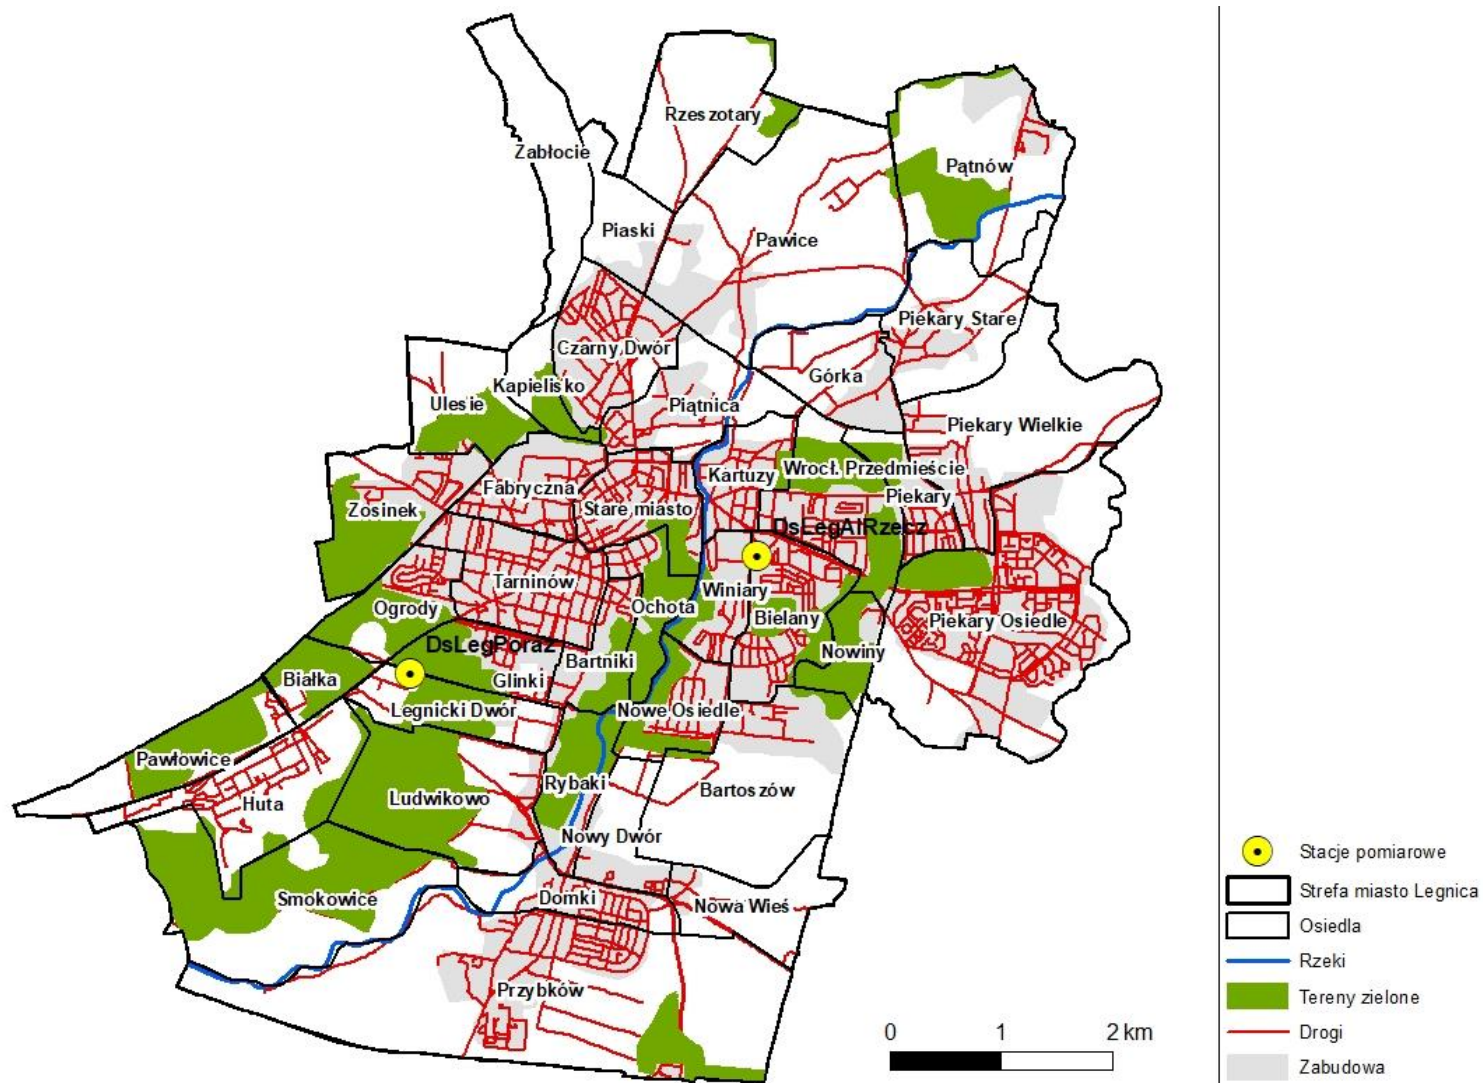 Rzeszotary
Zabłocie
Pątnów
Piaski
Pawice
Piekary Stare
Czarny Dwór
Górka
Kapielisko
Ulesie
Piątnica
Piekary Wielkie
Kartuzy
Wrocł. Przedmieście
Fabryczna
Piekary
Zosinek
Stare miasto
DsLegAlRzecz
Tarninów
Winiary
Ogrody
Ochota
Bielany
Piekary Osiedle
DsLegPoraz
Nowiny
Bartniki
Białka
Glinki
Legnicki Dwór
Nowe Osiedle
Pawłowice
Rybaki
Bartoszów
Huta
Ludwikowo
Nowy Dwór
Smokowice
Domki
Nowa Wieś
Przybków
0 1 2 km
Stacje pomiarowe
Strefa miasto Legnica
Osiedla
Rzeki
Tereny zielone
Drogi
Zabudowa